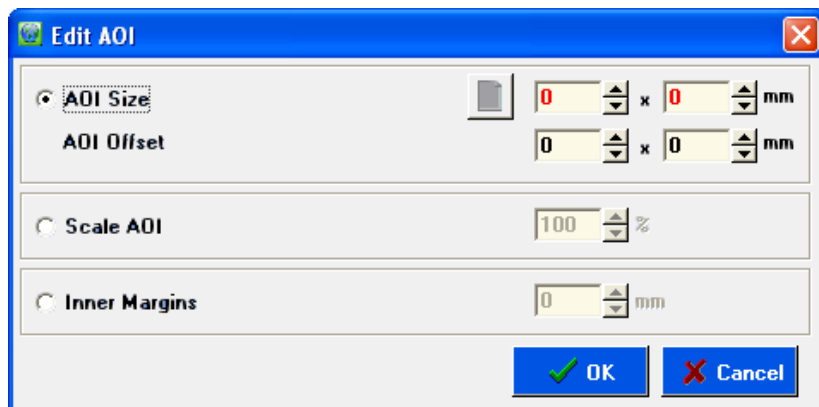 Edit AOI
AOI Size 0 x 0 mm
AOI Offset 0 x 0 mm
Scale AOI 100 %
Inner Margins 0 mm
OK Cancel